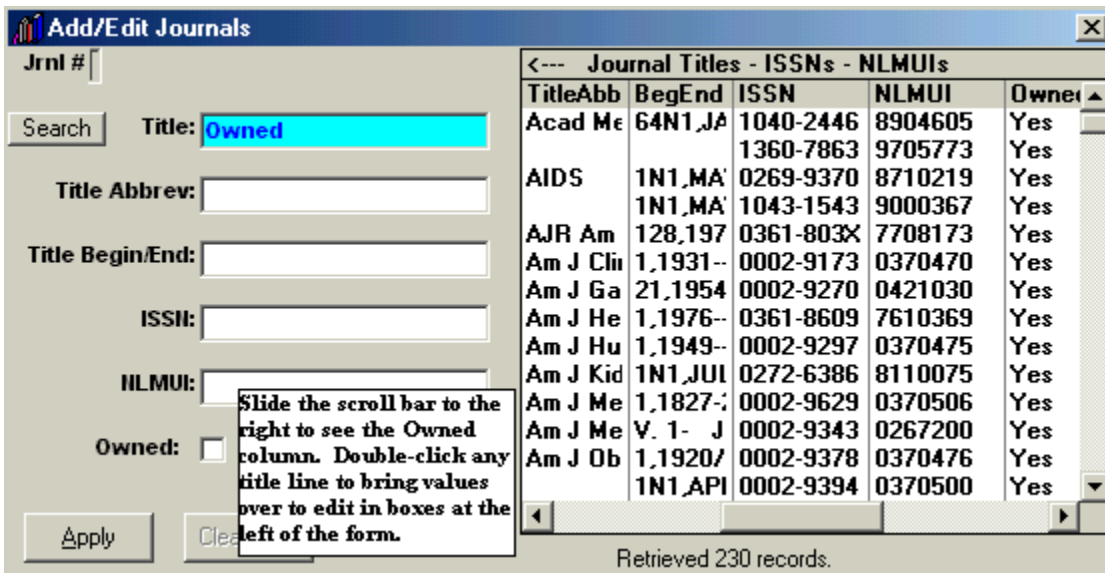 Add/Edit Journals
Jrnl #
Search Title: Owned
Title Abbrev:
Title Begin/End:
ISSN:
NLMUI:
Owned:
Slide the scroll bar to the
right to see the Owned
column. Double-click any
title line to bring values
over to edit in boxes at the
left of the form.
Apply
<--- Journal Titles - ISSNs - NLMUIs
TitleAbb BegEnd ISSN NLMUI Owned
Acad Me 64N1,JA 1040-2446 8904605 Yes
1360-7863 9705773 Yes
AIDS 1N1,MA 0269-9370 8710219 Yes
1N1,MA 1043-1543 9000367 Yes
AJR Am 128,197 0361-803X 7708173 Yes
Am J Cli 1,1931-- 0002-9173 0370470 Yes
Am J Ga 21,1954 0002-9270 0421030 Yes
Am J He 1,1976-- 0361-8609 7610369 Yes
Am J Hu 1,1949-- 0002-9297 0370475 Yes
Am J Kid 1N1,JUL 0272-6386 8110075 Yes
Am J Me 1,1827- 0002-9629 0370506 Yes
Am J Me V. 1- J 0002-9343 0267200 Yes
Am J Ob 1,1920/ 0002-9378 0370476 Yes
1N1,API 0002-9394 0370500 Yes
Retrieved 230 records.